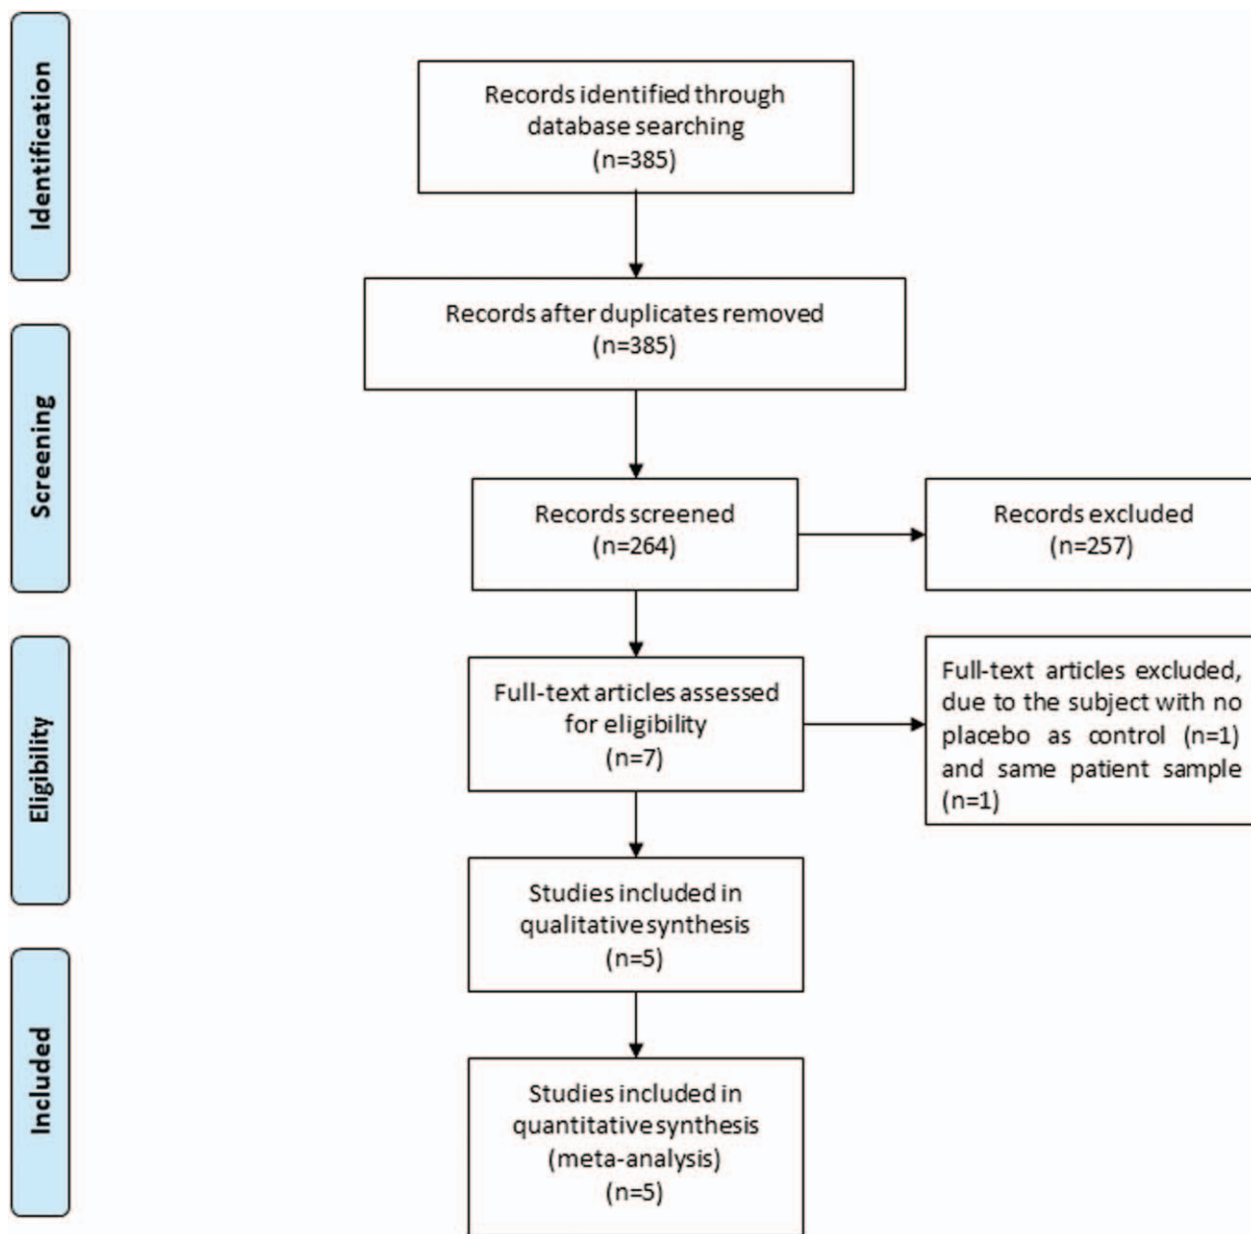 Identification
Records identified through
database searching
(n=385)
Records after duplicates removed
(n=385)
Screening
Records screened
(n=264)
Records excluded
(n=257)
Eligibility
Full-text articles assessed
for eligibility
(n=7)
Full-text articles excluded,
due to the subject with no
placebo as control (n=1)
and same patient sample
(n=1)
Studies included in
qualitative synthesis
(n=5)
Included
Studies included in
quantitative synthesis
(meta-analysis)
(n=5)